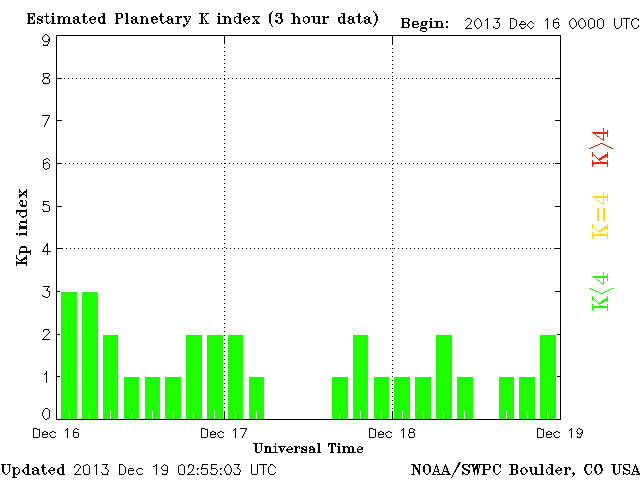 Estimated Planetary K index (3 hour data) Begin: 2013 Dec 16 0000 UTC
9
8
7
6
5
4
3
2
1
0
Kp index
K>4
K=4
K<4
Dec 16 Dec 17 Dec 18 Dec 19
Universal Time
Updated 2013 Dec 19 02:55:03 UTC NOAA/SWPC Boulder, CO USA